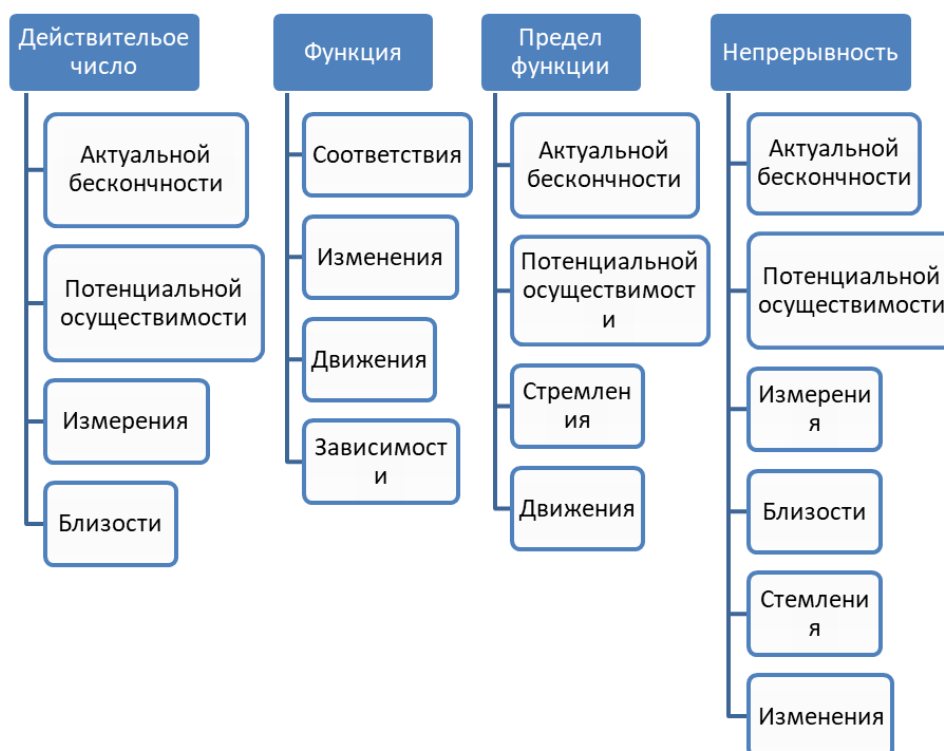 Действительое
число
Актуальной
бескончности
Потенциальной
осуществимости
Измерения
Близости
Функция
Соответствия
Изменения
Движения
Зависимост
и
Предел
функции
Актуальной
бескончности
Потенциальной
осуществимост
и
Стремлен
ия
Движения
Непрерывность
Актуальной
бескончности
Потенциальной
осуществимости
Измерени
я
Близости
Стемлени
я
Изменения